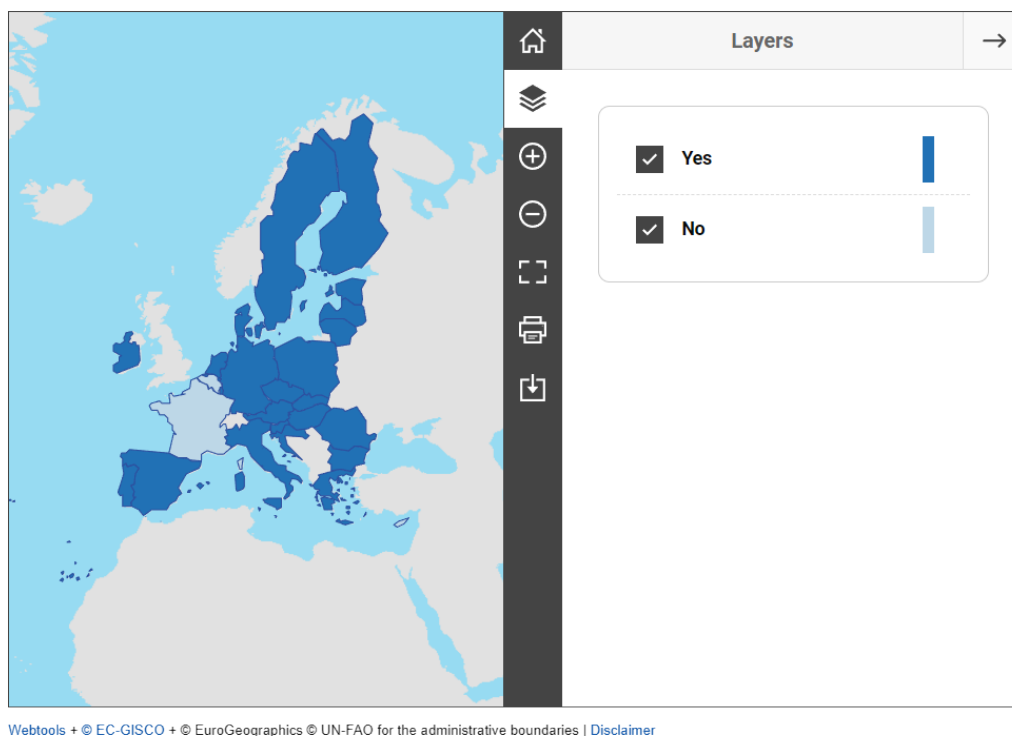 Layers
Yes
No
Webtools + © EC-GISCO + © EuroGeographics © UN-FAO for the administrative boundaries | Disclaimer